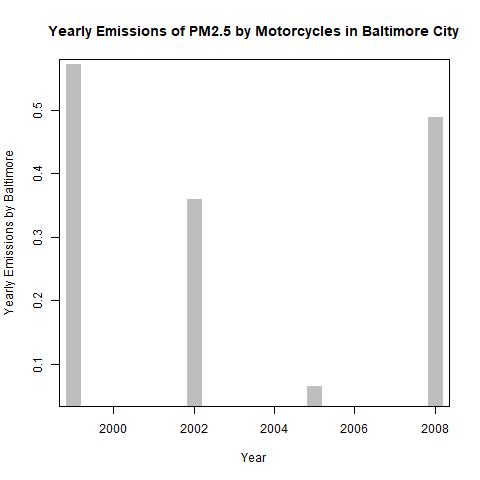 Yearly Emissions of PM2.5 by Motorcycles in Baltimore City
Yearly Emissions by Baltimore
0.5
0.4
0.3
0.2
0.1
2000 2002 2004 2006 2008
Year